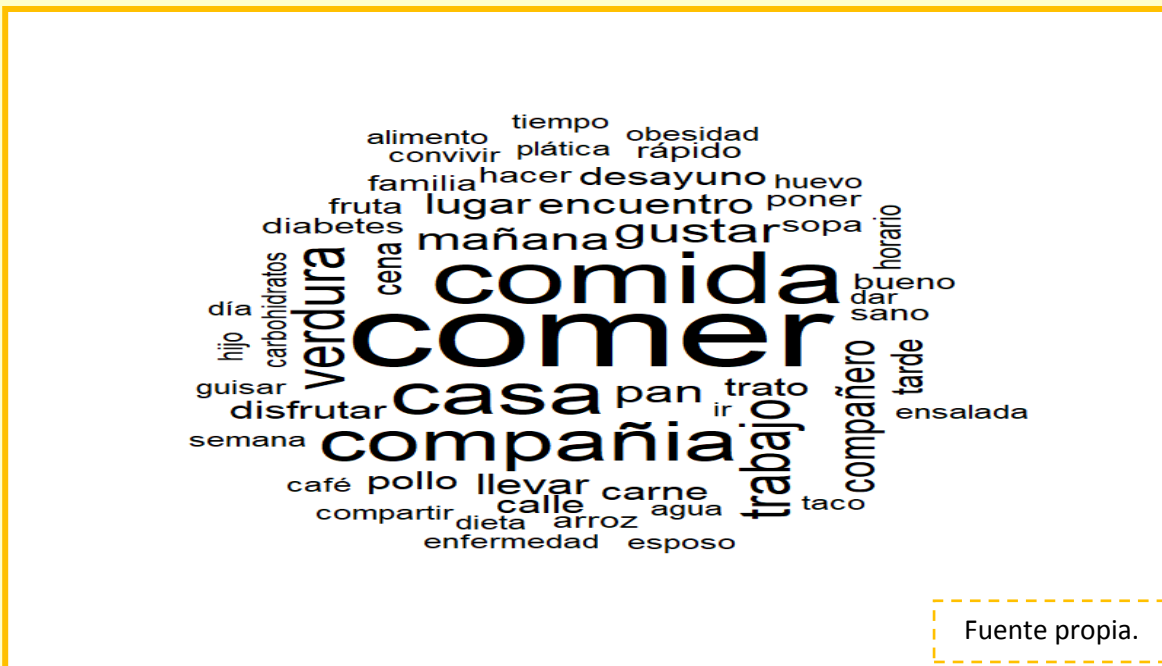 tiempo
alimento
obesidad
convivir
plática
rápido
familia
hacer
desayuno
huevo
fruta
lugar
encuentro
poner
diabetes
mañana
gustar
sopa
horario
cena
verdura
carbohidratos
comida
bueno
dar
sano
día
hijo
comer
compañero
tarde
guisar
casa
pan
trato
ir
disfrutar
trabajo
ensalada
semana
compañia
café
pollo
llevar
carne
calle
agua
taco
compartir
dieta
arroz
enfermedad
esposo
Fuente propia.